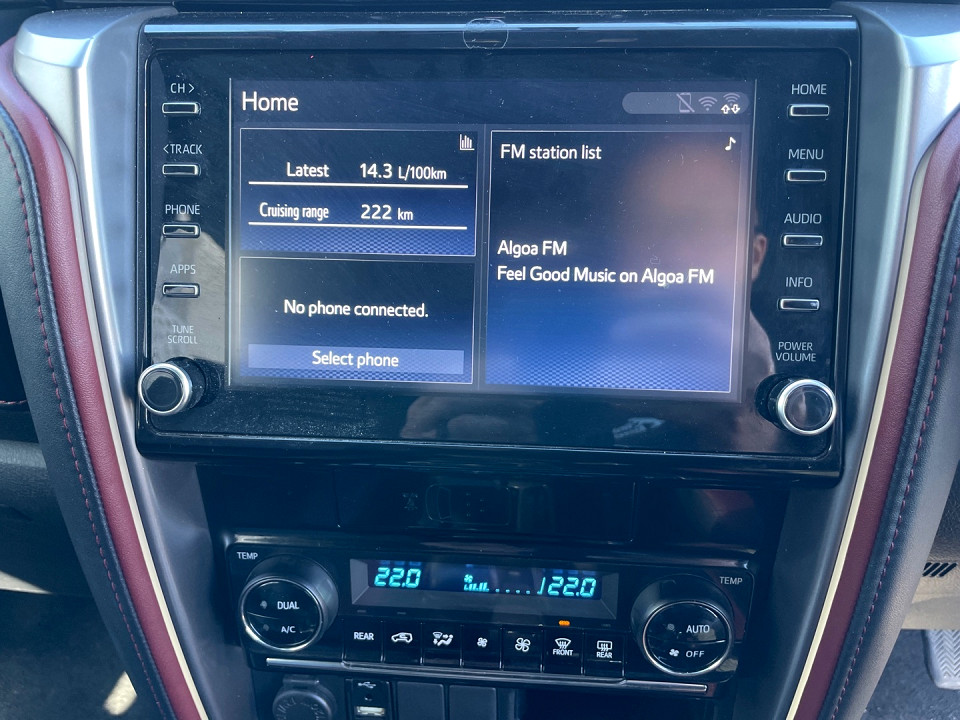 CH >
< TRACK
PHONE
APPS
TUNE
SCROLL
Home
Latest 14.3 L/100km
Cruising range 222 km
No phone connected.
Select phone
FM station list
Algoa FM
Feel Good Music on Algoa FM
HOME
MENU
AUDIO
INFO
POWER
VOLUME
TEMP
DUAL
A/C
22.0
22.0
REAR
FRONT
REAR
TEMP
AUTO
OFF